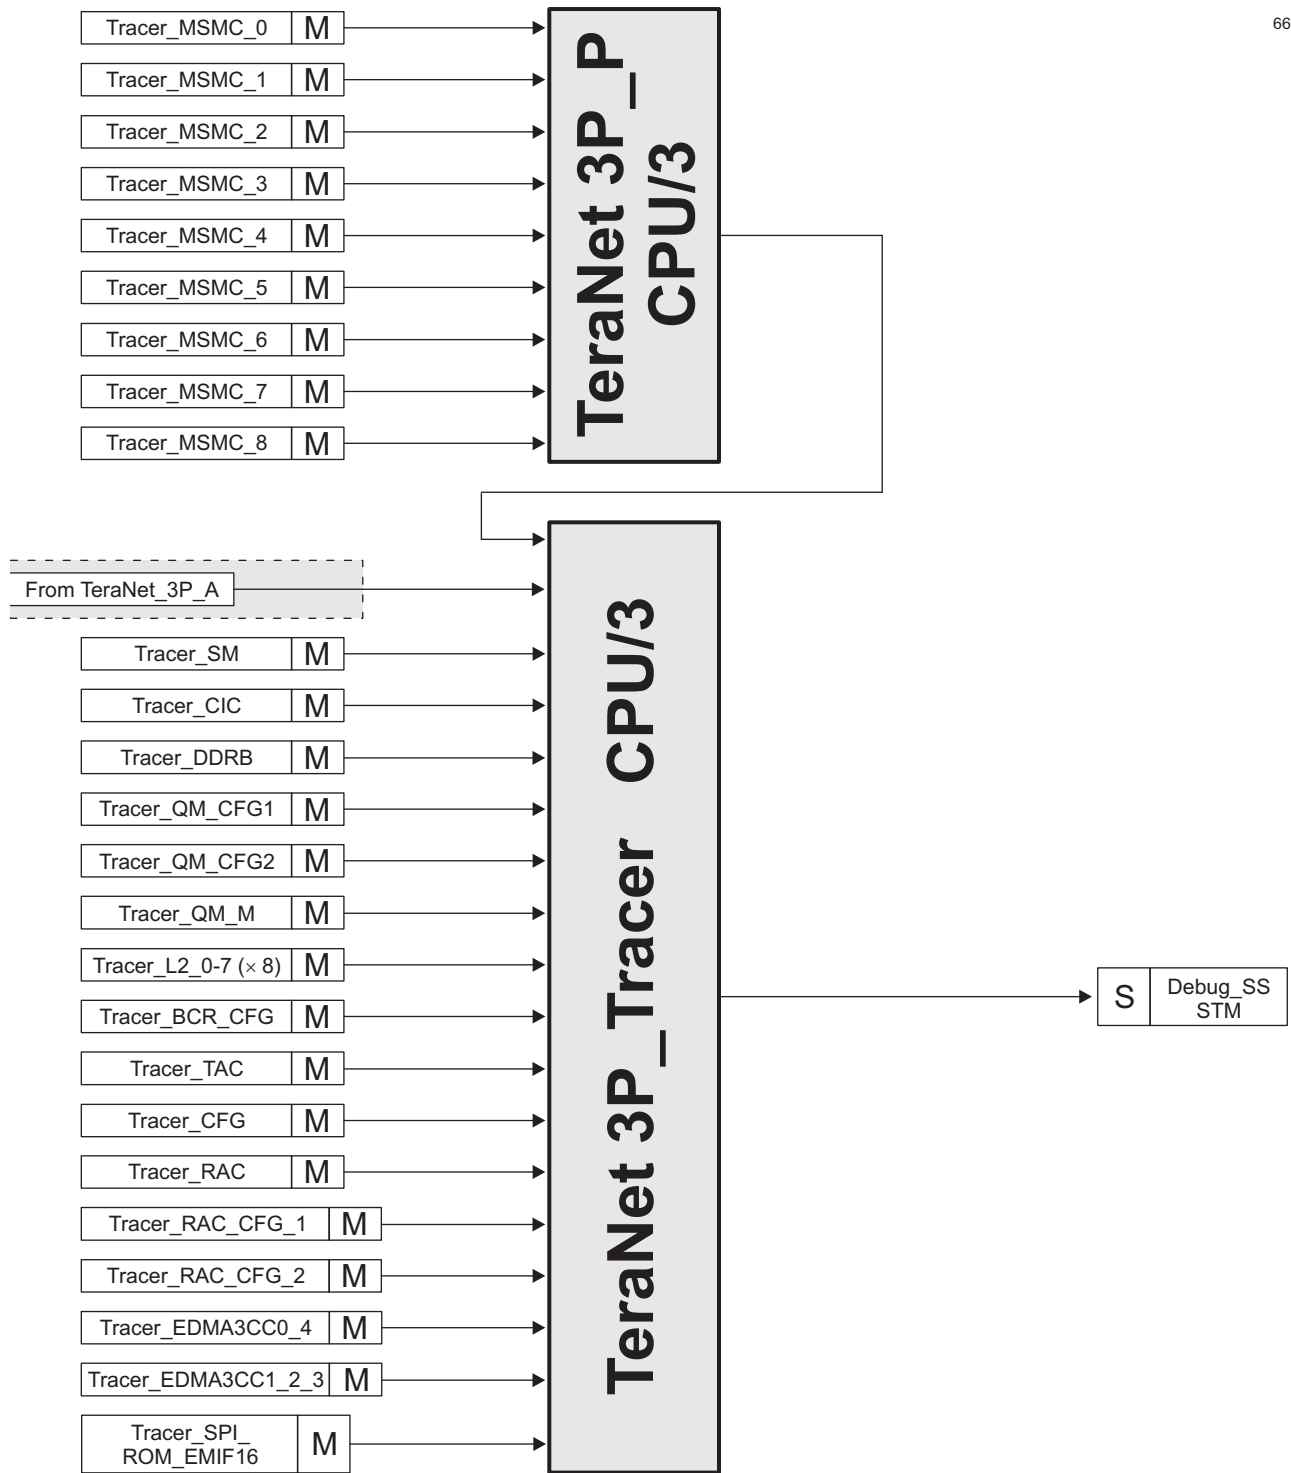 66
Tracer_MSMC_0 M
Tracer_MSMC_1 M
Tracer_MSMC_2 M
Tracer_MSMC_3 M
Tracer_MSMC_4 M
Tracer_MSMC_5 M
Tracer_MSMC_6 M
Tracer_MSMC_7 M
Tracer_MSMC_8 M
TeraNet 3P_P
CPU/3
From TeraNet_3P_A
Tracer_SM M
Tracer_CIC M
Tracer_DDRB M
Tracer_QM_CFG1 M
Tracer_QM_CFG2 M
Tracer_QM_M M
Tracer_L2_0-7 (× 8) M
Tracer_BCR_CFG M
Tracer_TAC M
Tracer_CFG M
Tracer_RAC M
Tracer_RAC_CFG_1 M
Tracer_RAC_CFG_2 M
Tracer_EDMA3CC0_4 M
Tracer_EDMA3CC1_2_3 M
Tracer_SPI_
ROM_EMIF16 M
TeraNet 3P_Tracer CPU/3
S Debug_SS
STM